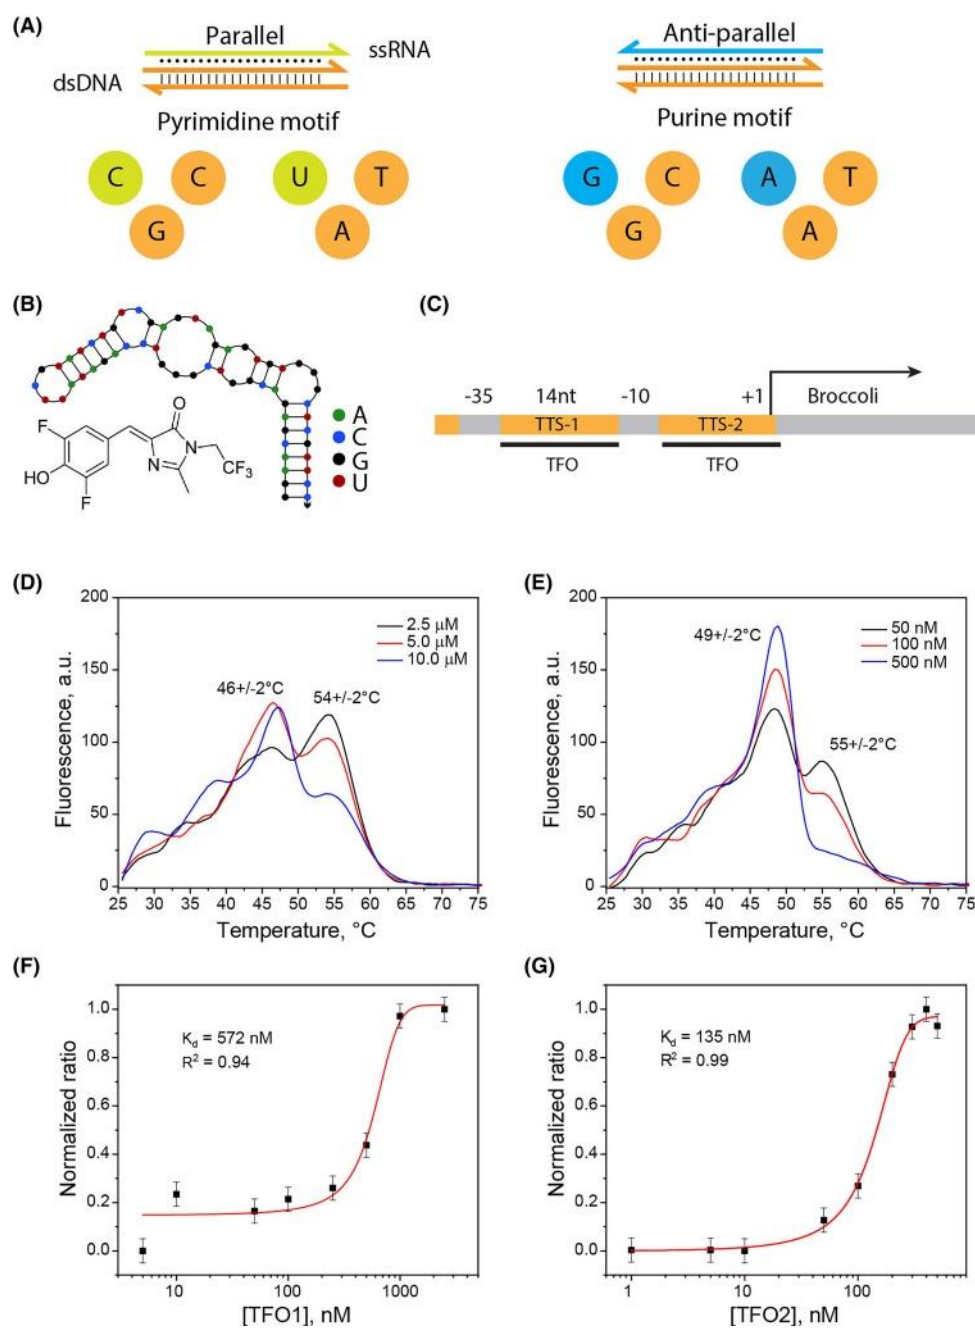 (A)
Parallel
ssRNA
dsDNA
Pyrimidine motif
C C U T
G A
Anti-parallel
Purine motif
G C A T
G A
(B)
F
O
N
N
CF3
HO
F
A
C
G
U
(C)
-35 14nt -10 +1 Broccoli
TTS-1 TTS-2
TFO TFO
(D)
200
150
100
50
0
Fluorescence, a.u.
2.5 μM
5.0 μM
10.0 μM
46+/-2°C
54+/-2°C
25 30 35 40 45 50 55 60 65 70 75
Temperature, °C
(E)
200
150
100
50
0
Fluorescence, a.u.
50 nM
100 nM
500 nM
49+/-2°C
55+/-2°C
25 30 35 40 45 50 55 60 65 70 75
Temperature, °C
(F)
1.0
0.8
0.6
0.4
0.2
0.0
Normalized ratio
Kd = 572 nM
R² = 0.94
10 100 1000
[TFO1], nM
(G)
1.0
0.8
0.6
0.4
0.2
0.0
Normalized ratio
Kd = 135 nM
R² = 0.99
1 10 100
[TFO2], nM